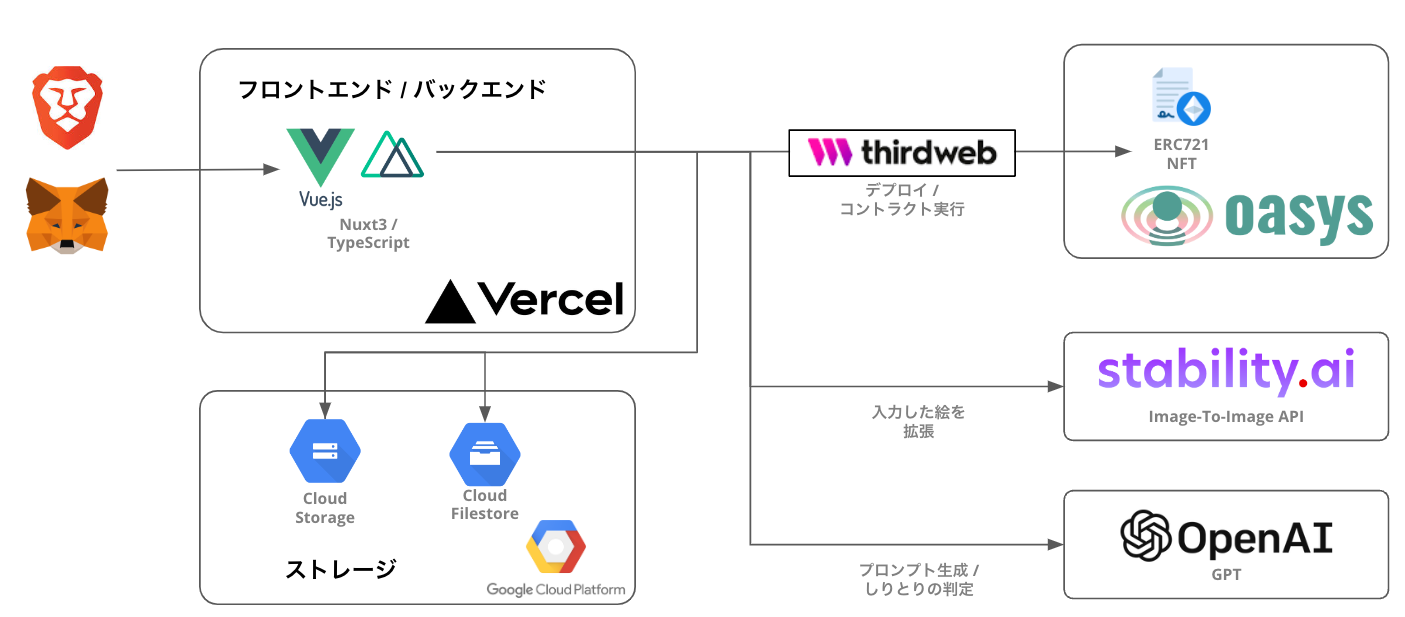 フロントエンド / バックエンド
Vue.js
Nuxt3 /
TypeScript
Vercel
thirdweb
デプロイ /
コントラクト実行
ERC721
NFT
oasys
Cloud
Storage
Cloud
Filestore
ストレージ
Google Cloud Platform
入力した絵を
拡張
stability.ai
Image-To-Image API
プロンプト生成 /
しりとりの判定
OpenAI
GPT